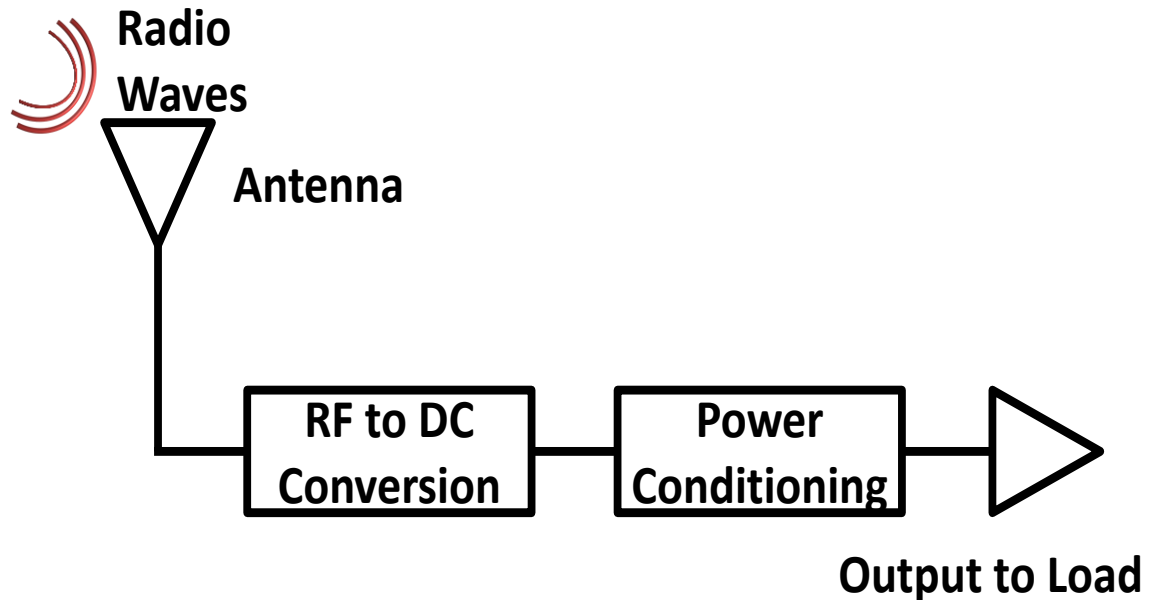 Radio
Waves
Antenna
RF to DC
Conversion
Power
Conditioning
Output to Load